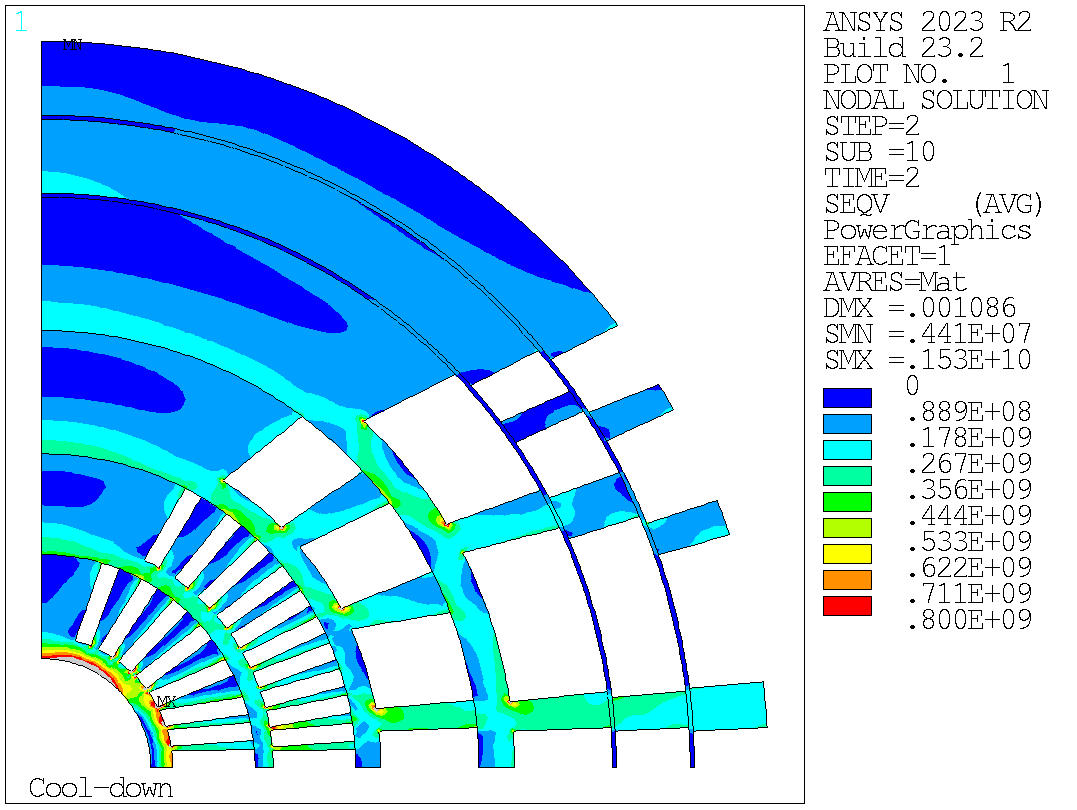 1
MN
MX
Cool-down
ANSYS 2023 R2
Build 23.2
PLOT NO. 1
NODAL SOLUTION
STEP=2
SUB =10
TIME=2
SEQV (AVG)
PowerGraphics
EFACET=1
AVRES=Mat
DMX =.001086
SMN =.441E+07
SMX =.153E+10
0
.889E+08
.178E+09
.267E+09
.356E+09
.444E+09
.533E+09
.622E+09
.711E+09
.800E+09